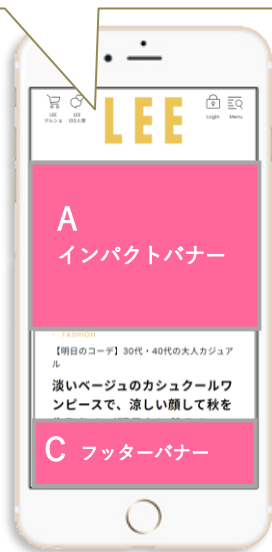 LEE
LEE
マルシェ
LEE
100人隊
Login
Menu
A
インパクトバナー
FASHION
【明日のコーデ】30代・40代の大人カジュア
ル
淡いベージュのカシュクールワ
ンピースで、涼しい顔して秋を
C フッターバナー